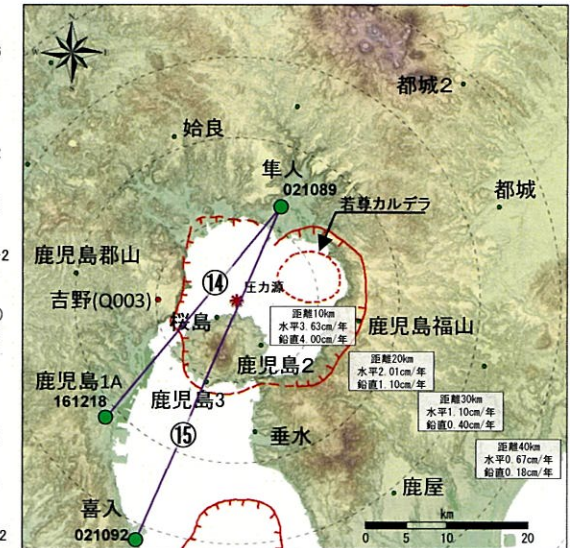 都城2
姶良
隼人
021089
都城
若尊カルデラ
鹿児島郡山
⑭
圧力源
吉野(Q003)
桜島
距離10km
水平3.63cm/年
鉛直4.00cm/年
鹿児島福山
鹿児島2
距離20km
水平2.01cm/年
鉛直1.10cm/年
鹿児島1A
161218
鹿児島3
距離30km
水平1.10cm/年
鉛直0.40cm/年
⑮
垂水
距離40km
水平0.67cm/年
鉛直0.18cm/年
鹿屋
喜入
021092
km
0 10 20